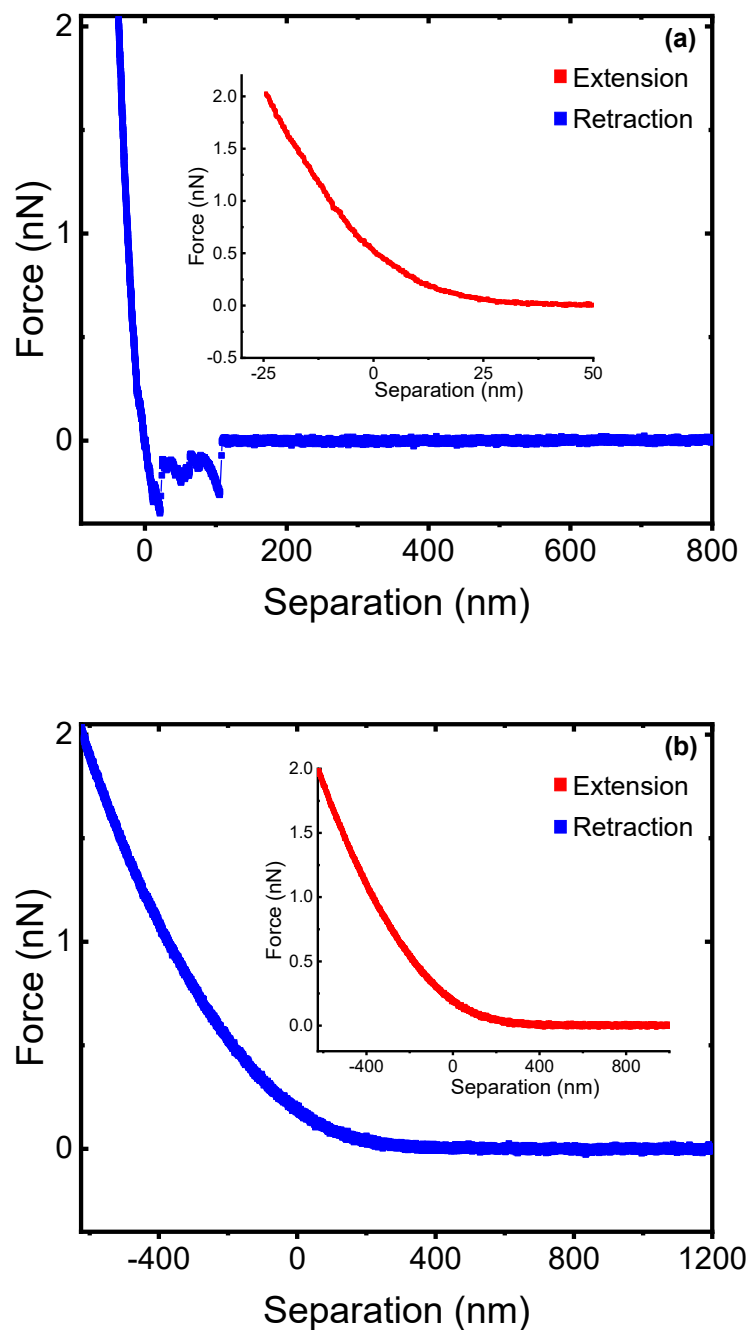 (a)
Extension
Retraction
2
1
0
Force (nN)
0
200
400
600
800
Separation (nm)
2.0
1.5
1.0
0.5
0.0
-0.5
Force (nN)
-25
0
25
50
Separation (nm)
(b)
Extension
Retraction
2
1
0
Force (nN)
-400
0
400
800
1200
Separation (nm)
2.0
1.5
1.0
0.5
0.0
Force (nN)
-400
0
400
800
Separation (nm)